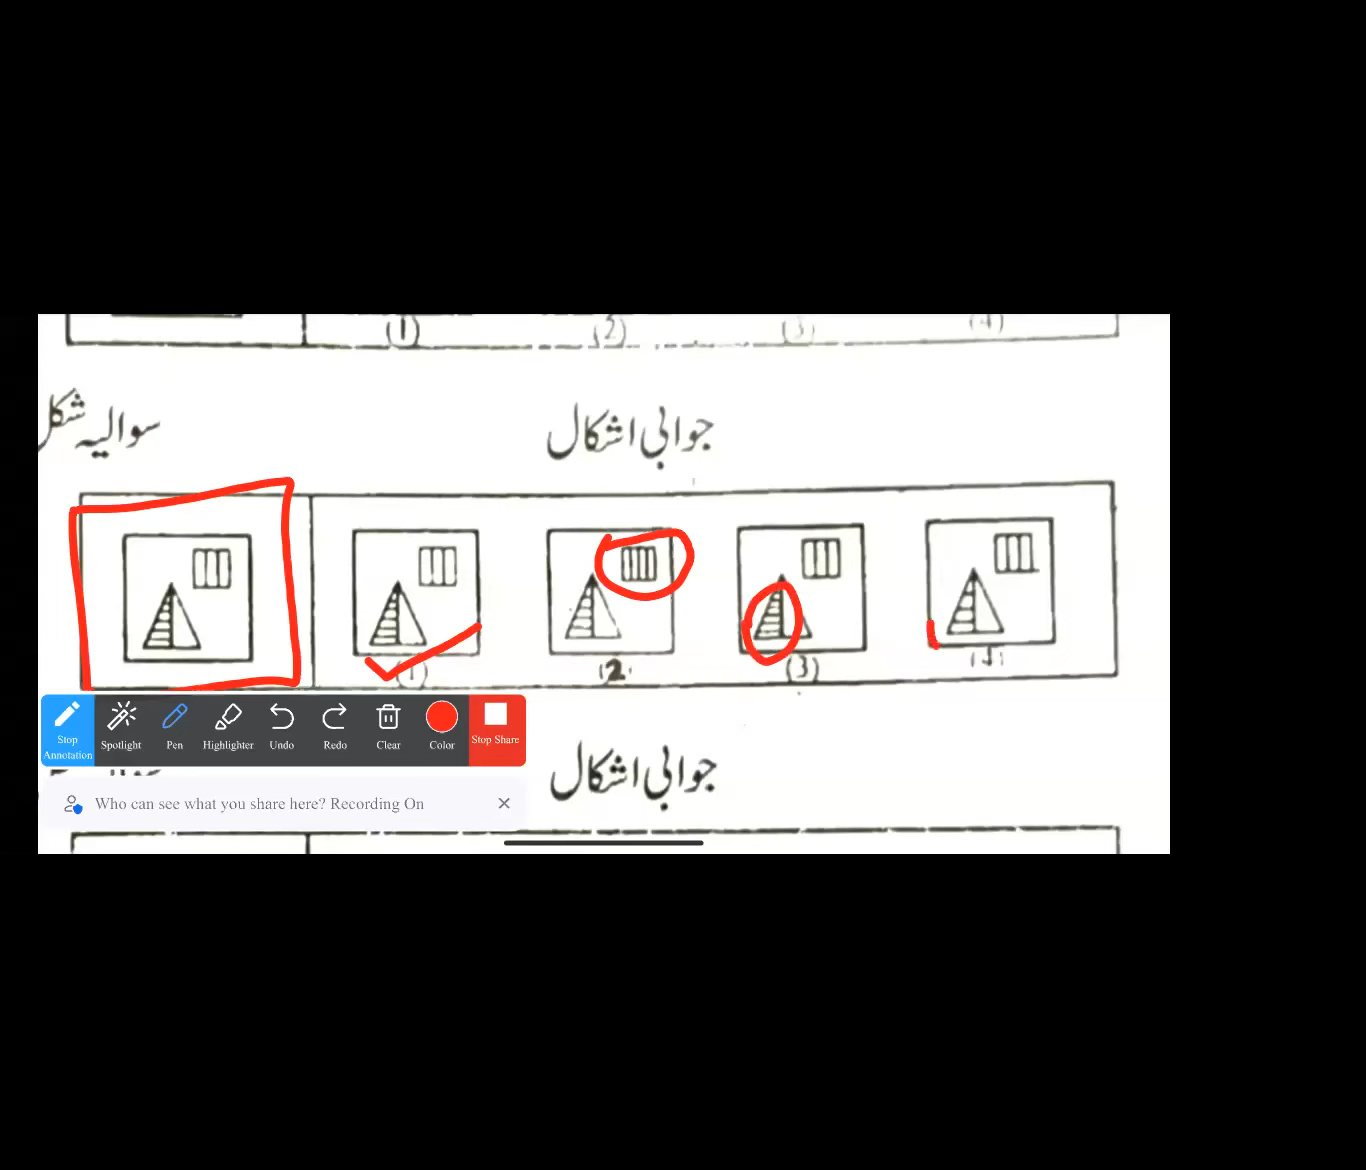 (1) (2) (3) (4)
سوالیہ شکل جوابی اشکال
(1) (2) (3) (4)
Stop Annotation Spotlight Pen Highlighter Undo Redo Clear Color Stop Share
جوابی اشکال
Who can see what you share here? Recording On